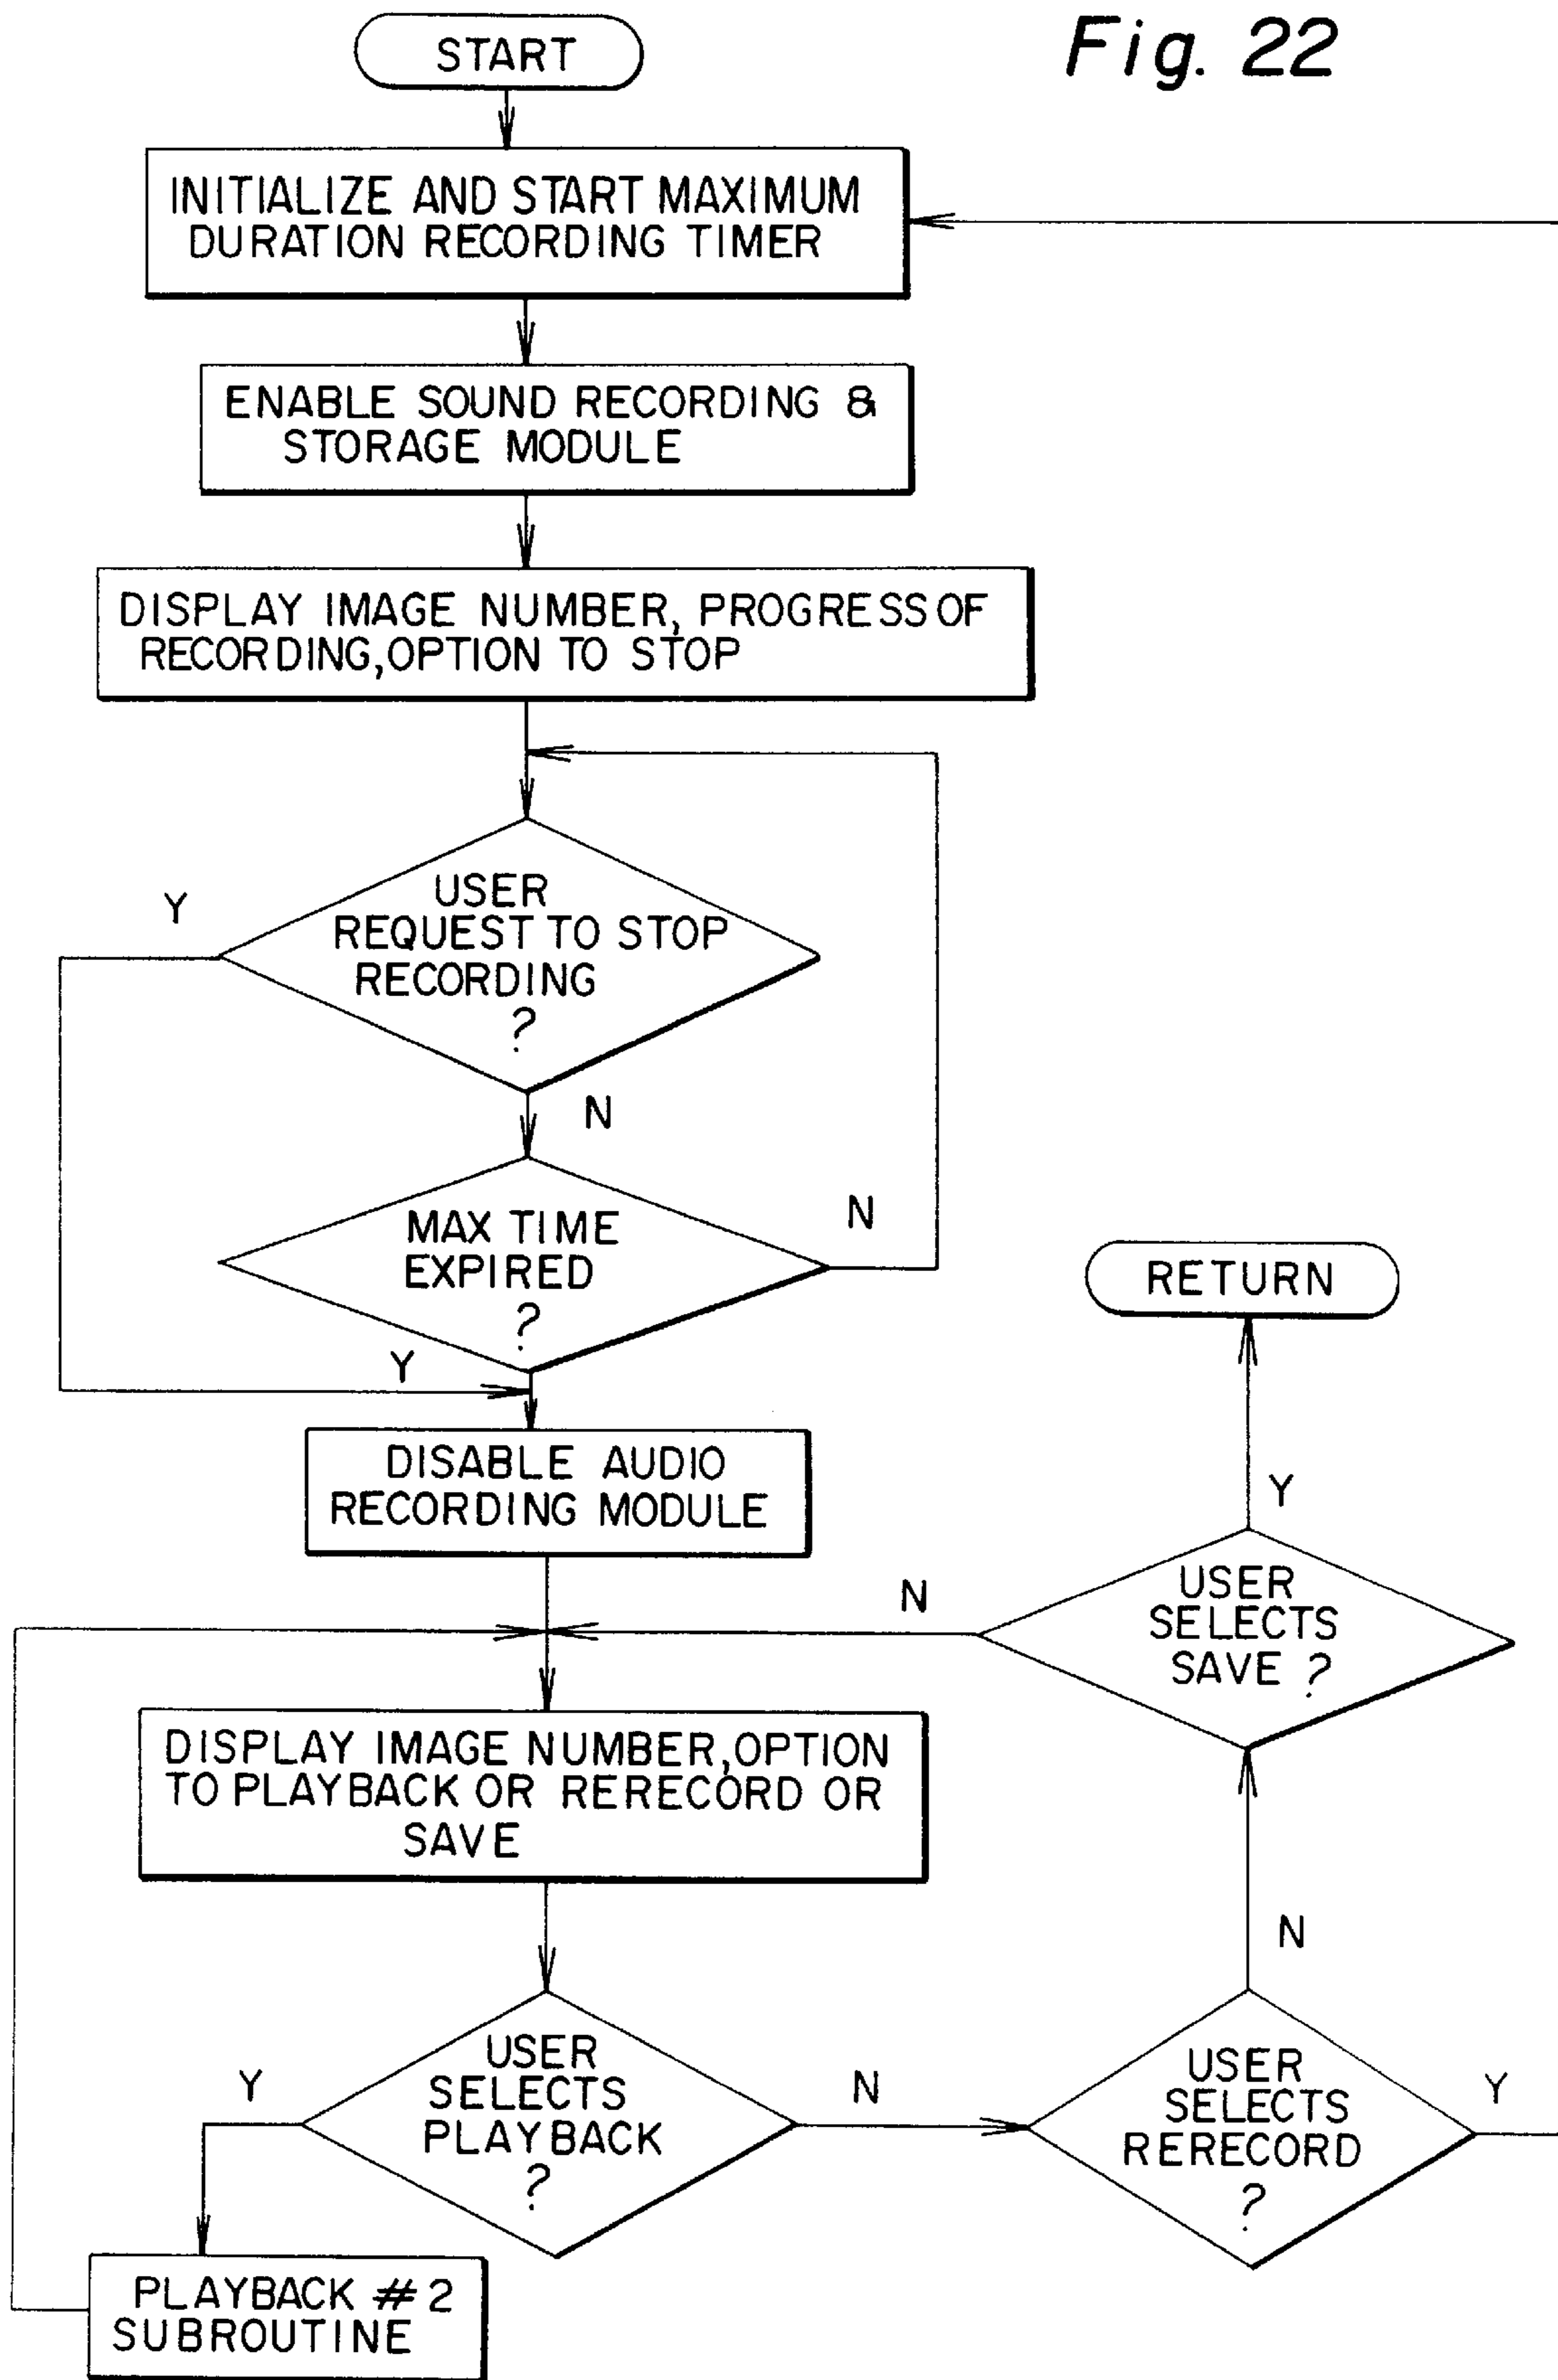 Fig. 22
START
INITIALIZE AND START MAXIMUM
DURATION RECORDING TIMER
ENABLE SOUND RECORDING &
STORAGE MODULE
DISPLAY IMAGE NUMBER, PROGRESS OF
RECORDING, OPTION TO STOP
USER
REQUEST TO STOP
RECORDING
?
Y
N
MAX TIME
EXPIRED
?
N
Y
DISABLE AUDIO
RECORDING MODULE
DISPLAY IMAGE NUMBER, OPTION
TO PLAYBACK OR RERECORD OR
SAVE
USER
SELECTS
PLAYBACK
?
Y
N
PLAYBACK #2
SUBROUTINE
USER
SELECTS
RERECORD
?
Y
N
USER
SELECTS
SAVE ?
N
Y
RETURN